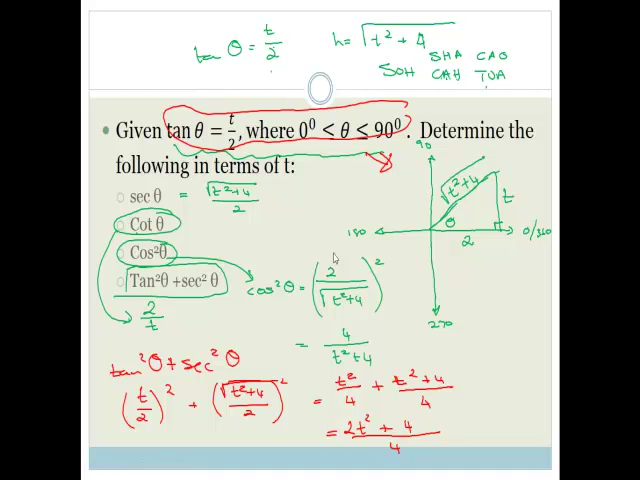 tan θ = t/2 h = √t² + 4
SHA CAO
SOH CAH TOA
• Given tan θ = t/2, where 0⁰ < θ ≤ 90⁰. Determine the
following in terms of t:
sec θ = √t²+4/2
Cot θ
Cos²θ
Tan²θ +sec² θ
2/t
cos²θ = (2/√t²+4)²
= 4/t²+4
90
√t²+4
t
θ
180
2
0/360
270
tan²θ + sec²θ
(t/2)² + (√t²+4/2)² = t²/4 + t²+4/4
= 2t² + 4/4